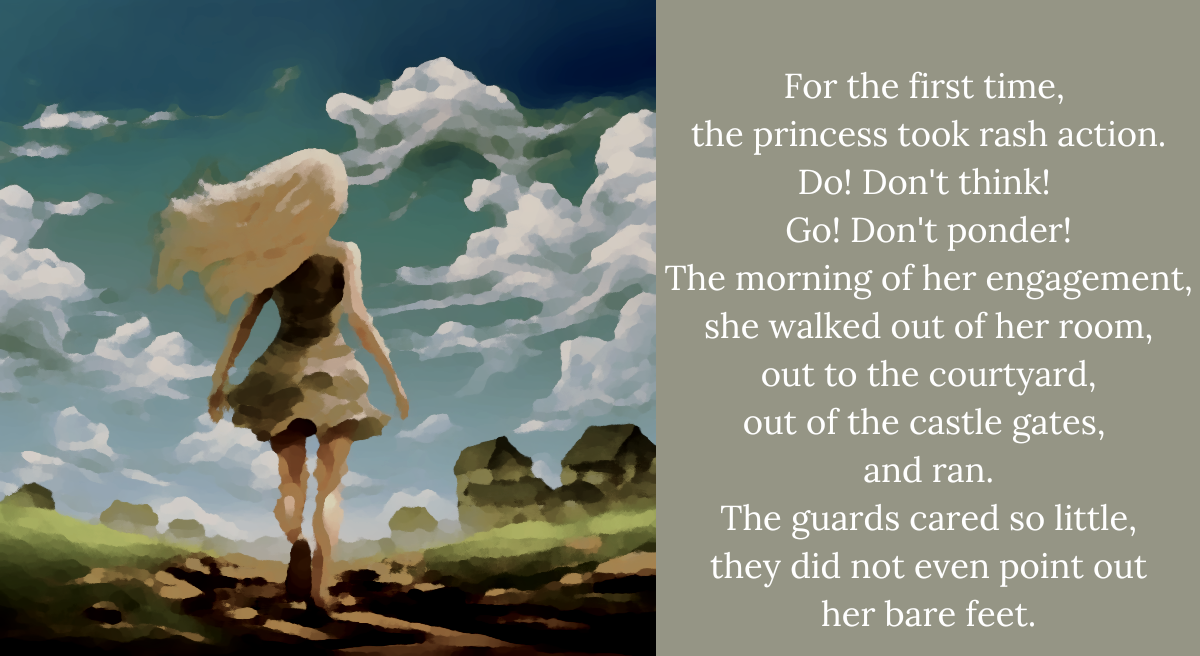 For the first time,
the princess took rash action.
Do! Don't think!
Go! Don't ponder!
The morning of her engagement,
she walked out of her room,
out to the courtyard,
out of the castle gates,
and ran.
The guards cared so little,
they did not even point out
her bare feet.